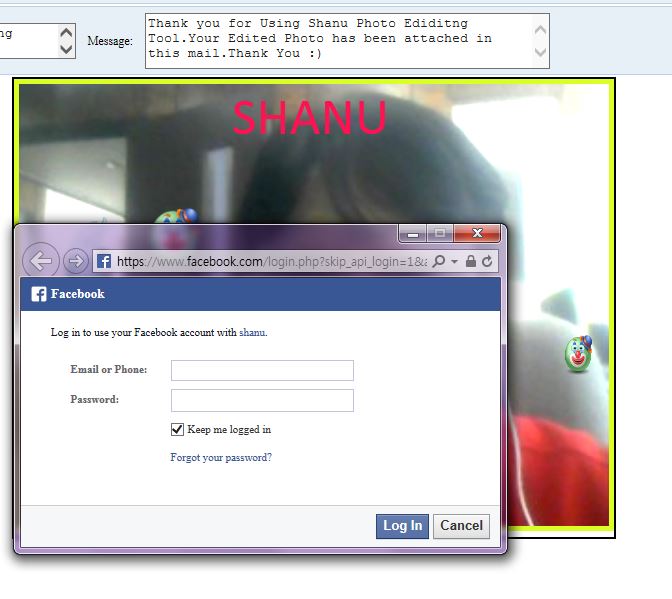 ng
Message:
Thank you for Using Shanu Photo Ediditng
Tool.Your Edited Photo has been attached in
this mail.Thank You :)
SHANU
https://www.facebook.com/login.php?skip_api_login=1&
Facebook
Log in to use your Facebook account with shanu.
Email or Phone:
Password:
Keep me logged in
Forgot your password?
Log In
Cancel